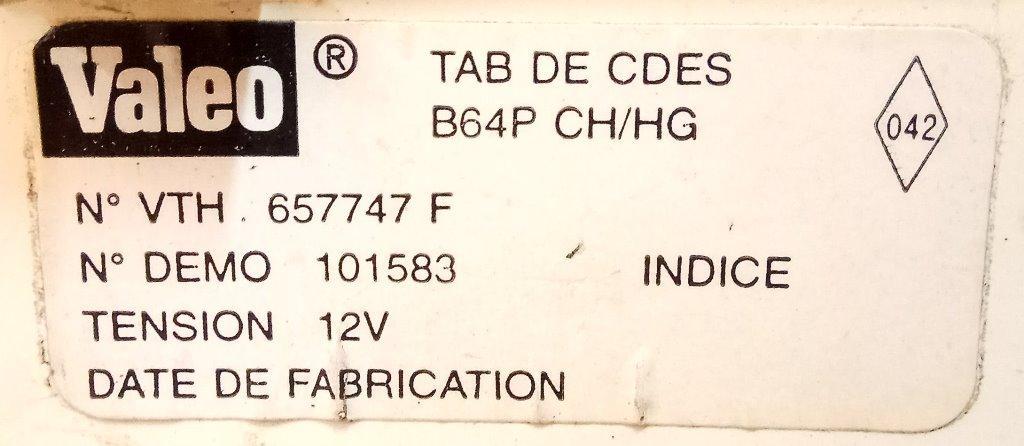 Valeo ®
TAB DE CDES
B64P CH/HG
042
N° VTH . 657747 F
N° DEMO 101583 INDICE
TENSION 12V
DATE DE FABRICATION